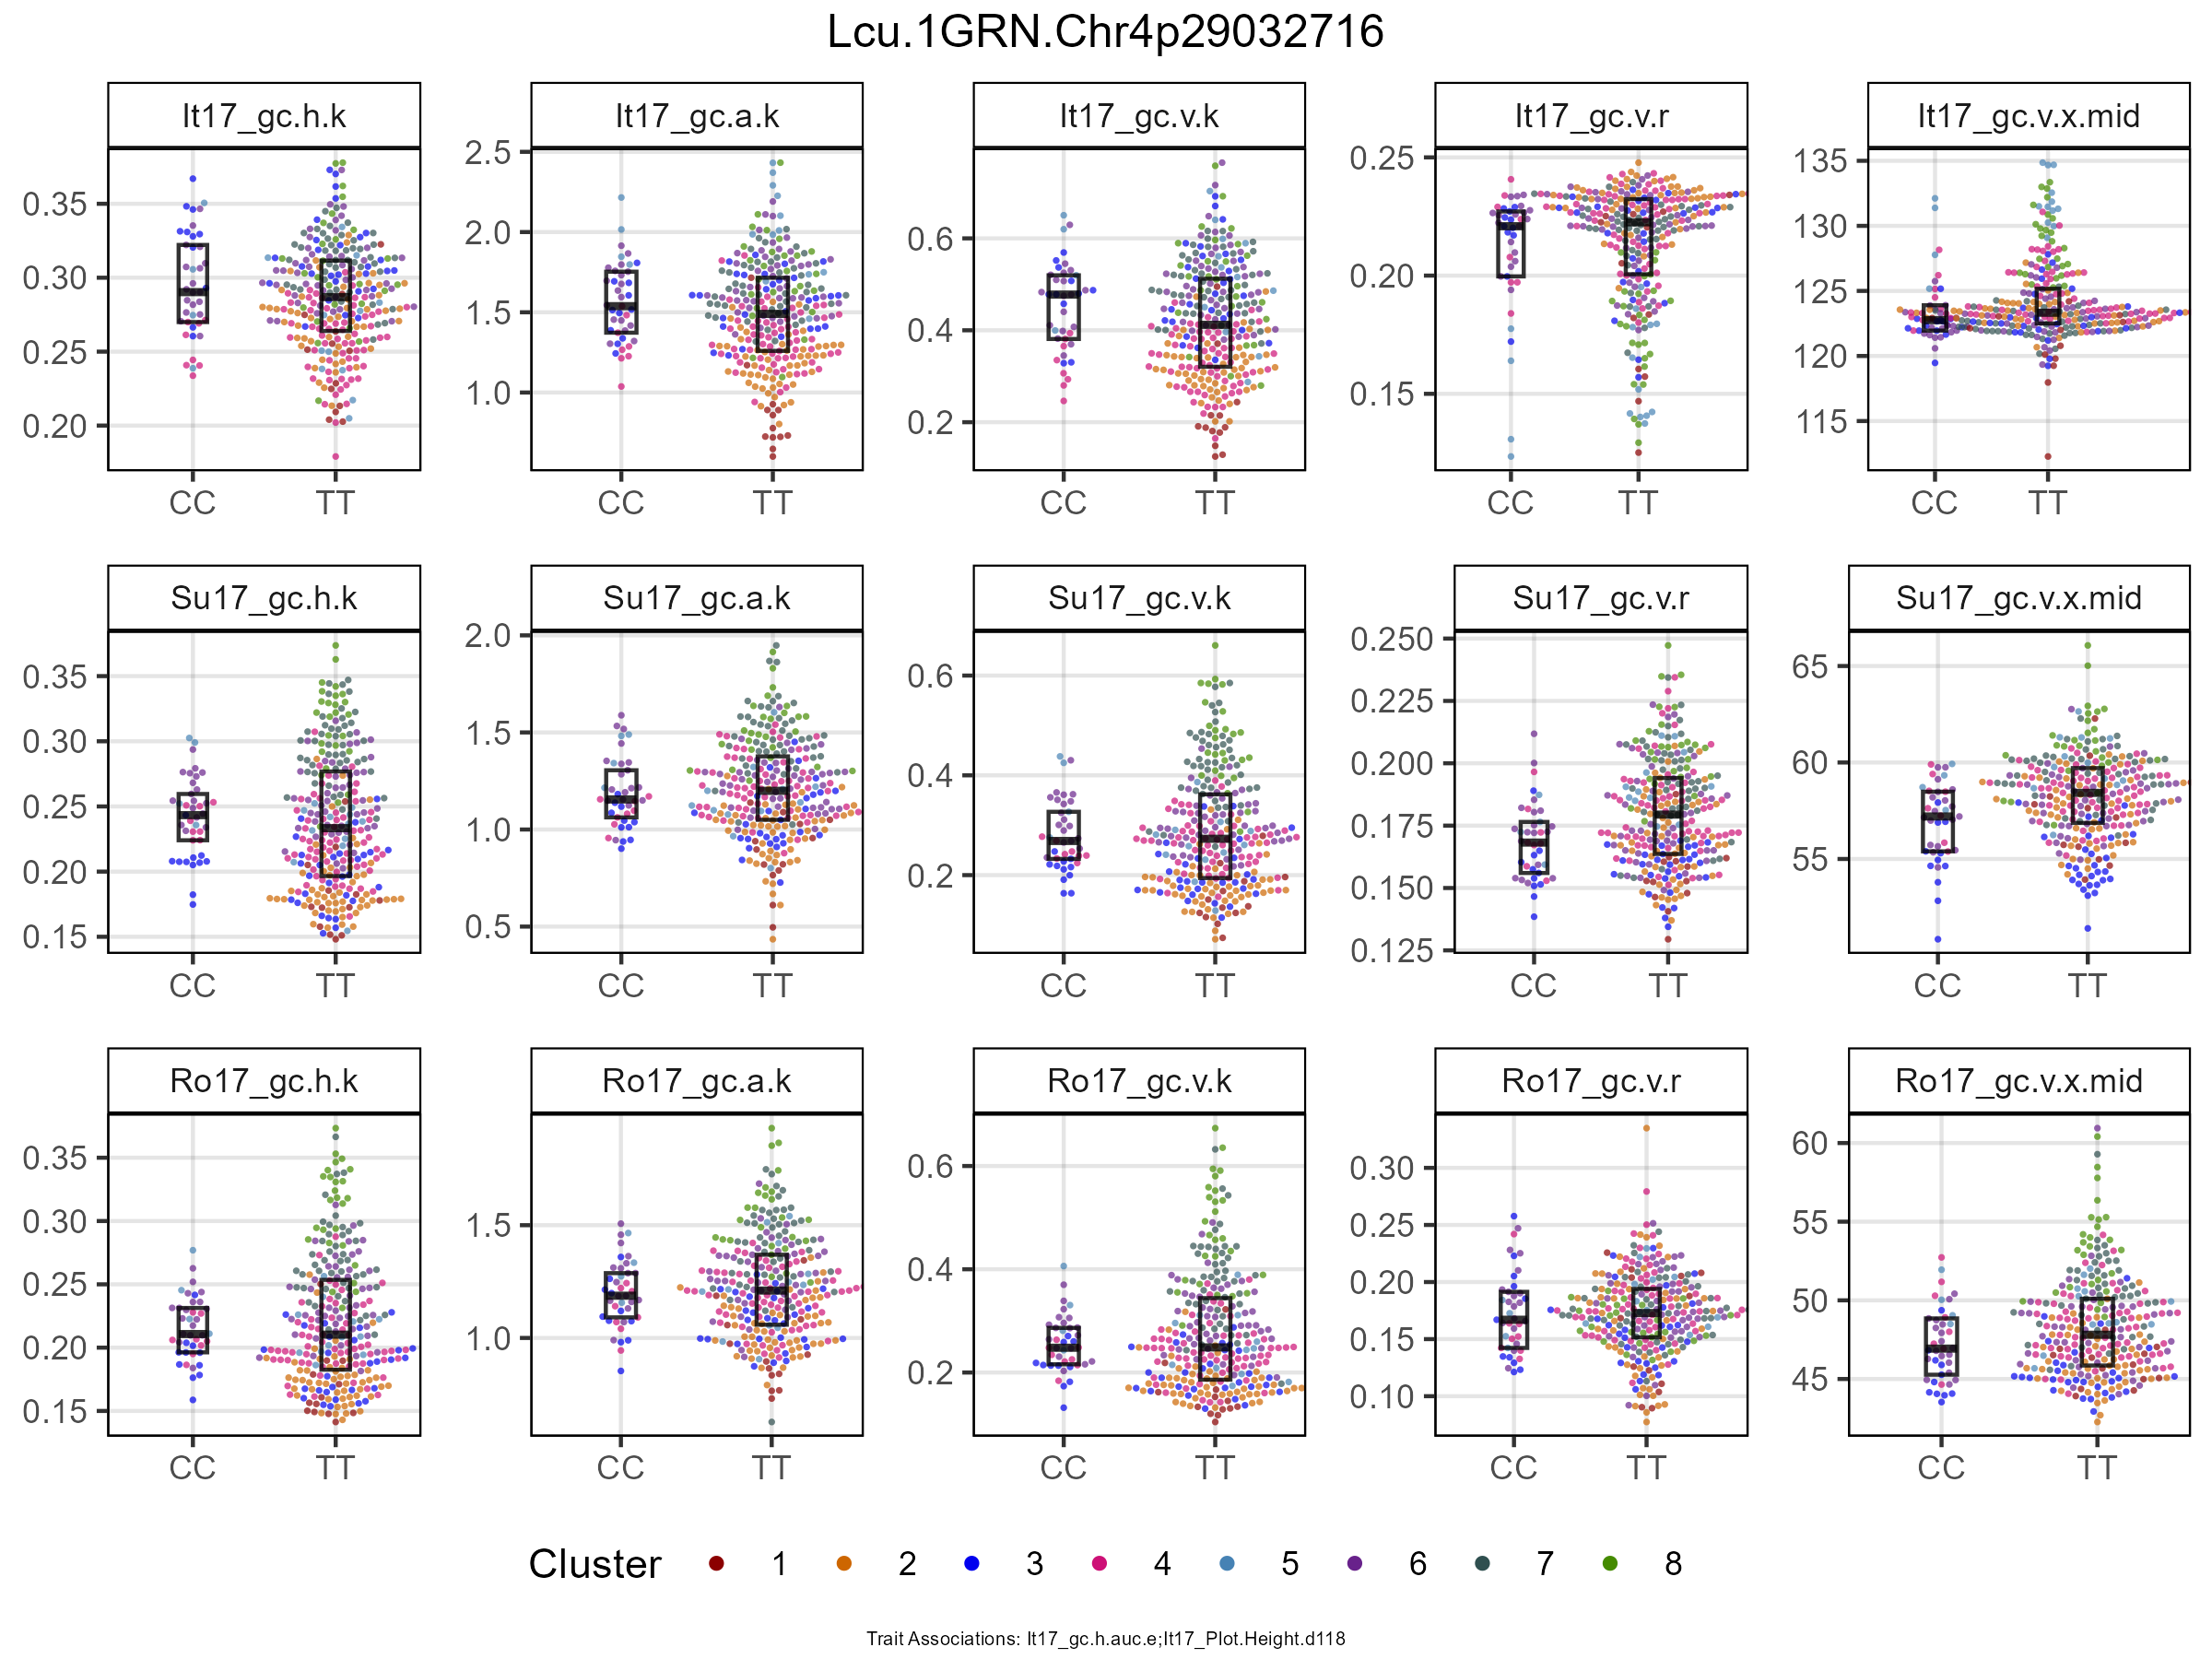 Lcu.1GRN.Chr4p29032716
It17_gc.h.k It17_gc.a.k It17_gc.v.k It17_gc.v.r It17_gc.v.x.mid
0.35 0.30 0.25 0.20 2.5 2.0 1.5 1.0 0.6 0.4 0.2 0.25 0.20 0.15 135 130 125 120 115
CC TT CC TT CC TT CC TT CC TT
Su17_gc.h.k Su17_gc.a.k Su17_gc.v.k Su17_gc.v.r Su17_gc.v.x.mid
0.35 0.30 0.25 0.20 0.15 2.0 1.5 1.0 0.5 0.6 0.4 0.2 0.250 0.225 0.200 0.175 0.150 0.125 65 60 55
CC TT CC TT CC TT CC TT CC TT
Ro17_gc.h.k Ro17_gc.a.k Ro17_gc.v.k Ro17_gc.v.r Ro17_gc.v.x.mid
0.35 0.30 0.25 0.20 0.15 1.5 1.0 0.6 0.4 0.2 0.30 0.25 0.20 0.15 0.10 60 55 50 45
CC TT CC TT CC TT CC TT CC TT
Cluster 1 2 3 4 5 6 7 8
Trait Associations: It17_gc.h.auc.e;It17_Plot.Height.d118